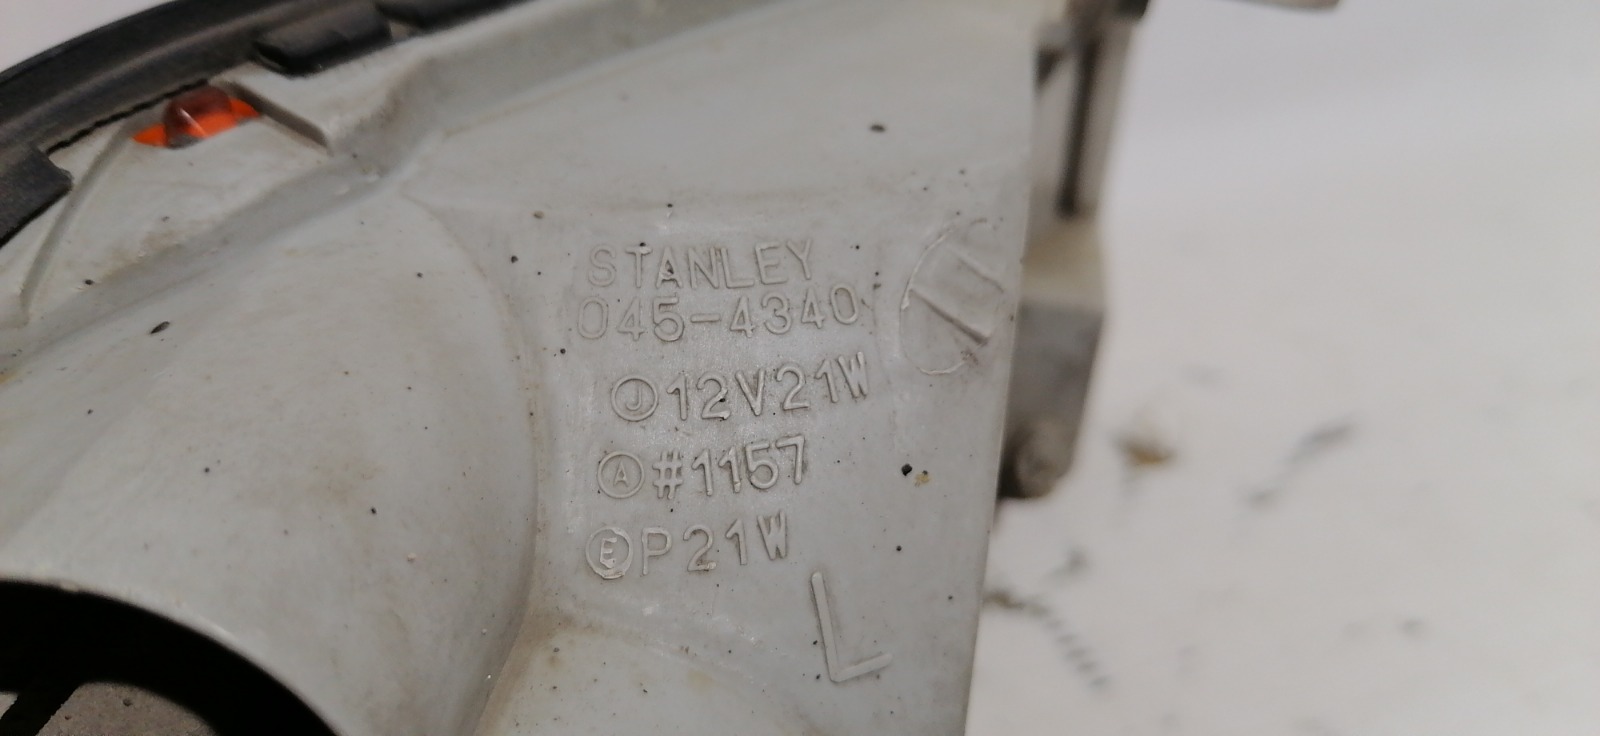 STANLEY
045-4340
J 12V21W
A #1157
E P21W
L